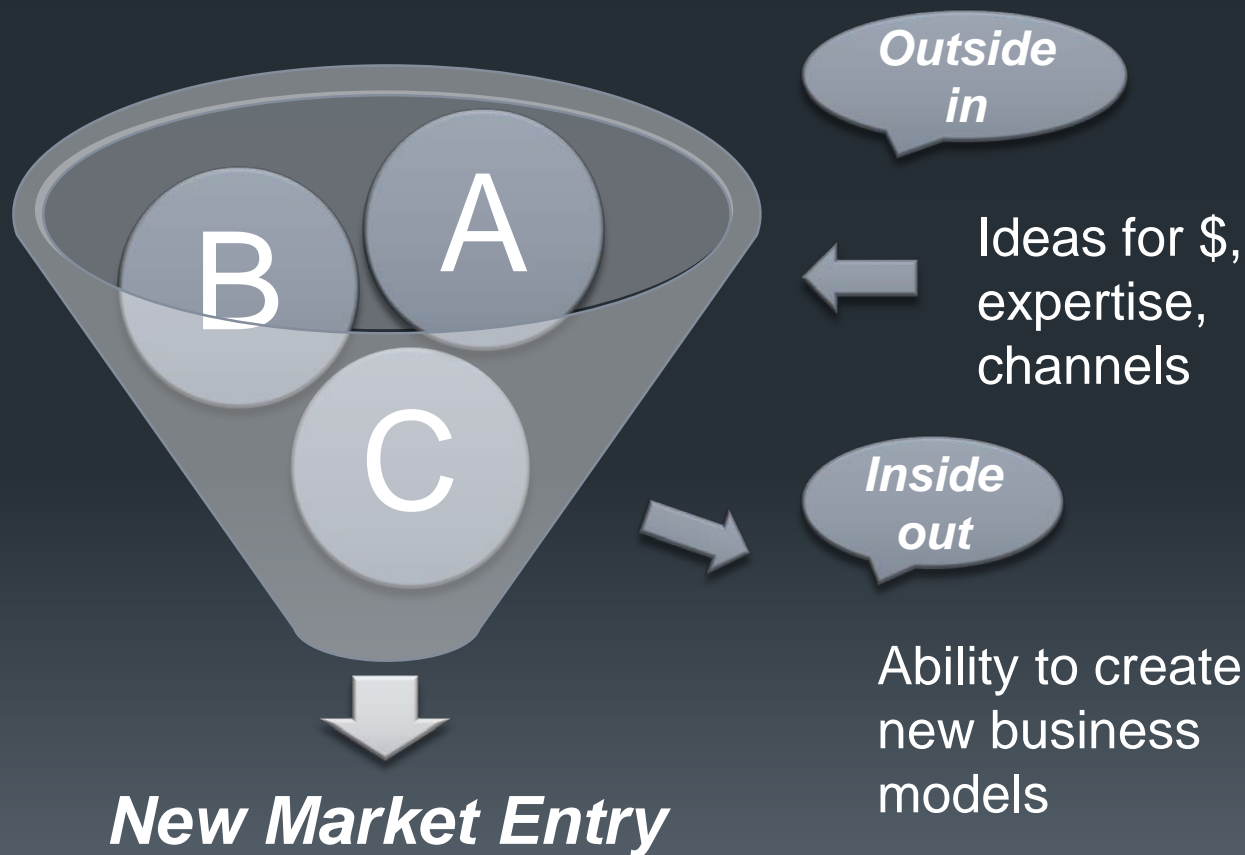 Outside
in
A
B
Ideas for $,
expertise,
channels
C
Inside
out
Ability to create
new business
models
New Market Entry